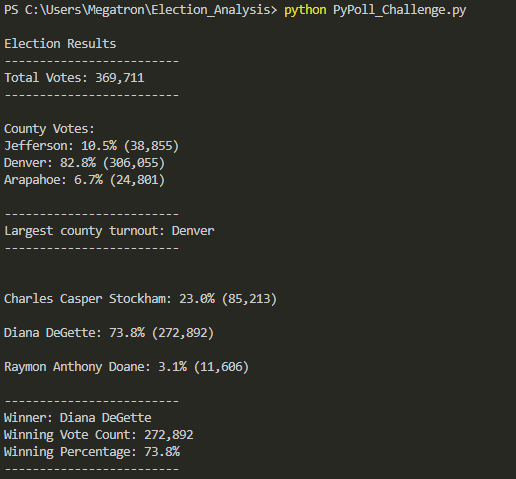 PS C:\Users\Megatron\Election_Analysis> python PyPoll_Challenge.py
Election Results
-------------------------
Total Votes: 369,711
-------------------------
County Votes:
Jefferson: 10.5% (38,855)
Denver: 82.8% (306,055)
Arapahoe: 6.7% (24,801)
-------------------------
Largest county turnout: Denver
-------------------------
Charles Casper Stockham: 23.0% (85,213)
Diana DeGette: 73.8% (272,892)
Raymon Anthony Doane: 3.1% (11,606)
-------------------------
Winner: Diana DeGette
Winning Vote Count: 272,892
Winning Percentage: 73.8%
-------------------------